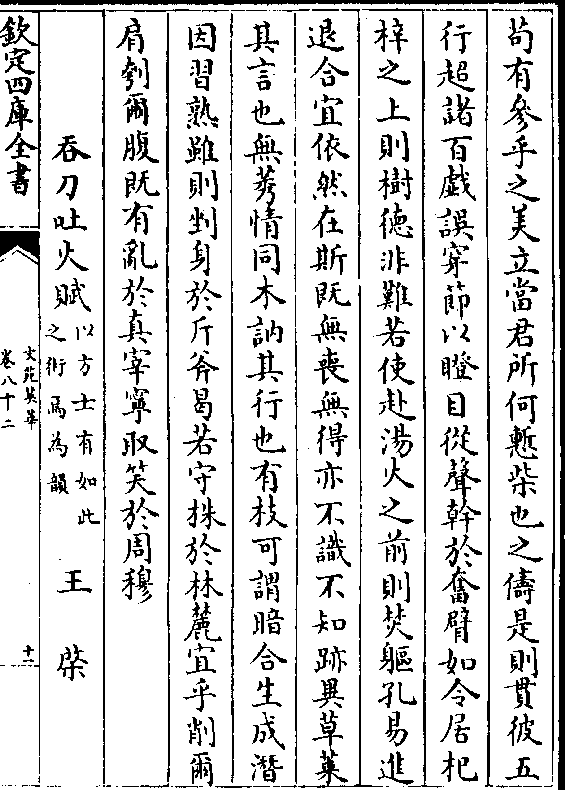 苟有參乎之美立當君所何慙柴也之儔是則貫彼五
行超諸百戲誤穿節以瞪目從聲幹於奮臂如令居杞
梓之上則樹徳非難若使赴湯火之前則焚軀孔易進
退合宜依然在斯既無喪無得亦不識不知跡異草萊
其言也無莠情同木訥其行也有枝可謂暗合生成潛
因習熟雖則剉身於斤斧曷若守株於林麓宜乎削爾
肩刳爾腹既有亂於真宰寧取笑於周穆
吞刀吐火賦以方士有如此之術焉為韻 王棨
欽定四庫全書
文苑英華
卷八十二
十一